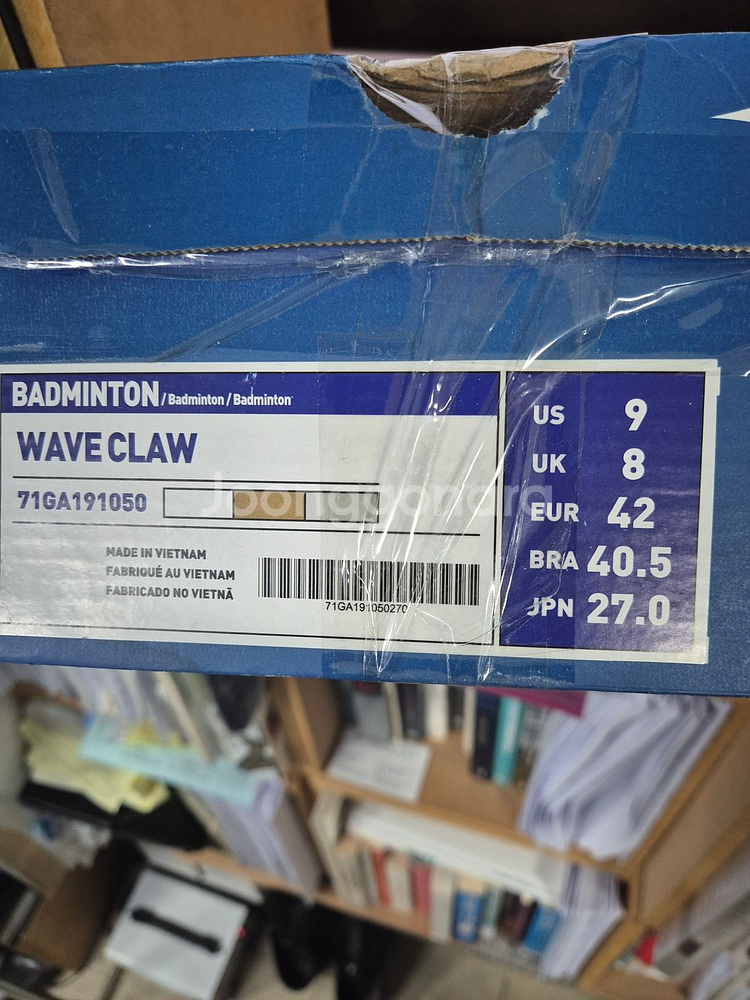 BADMINTON / Badminton / Badminton
WAVE CLAW
71GA191050
Joonggonara
MADE IN VIETNAM
FABRIQUÉ AU VIETNAM
FABRICADO NO VIETNÃ
71GA191050270
US 9
UK 8
EUR 42
BRA 40.5
JPN 27.0